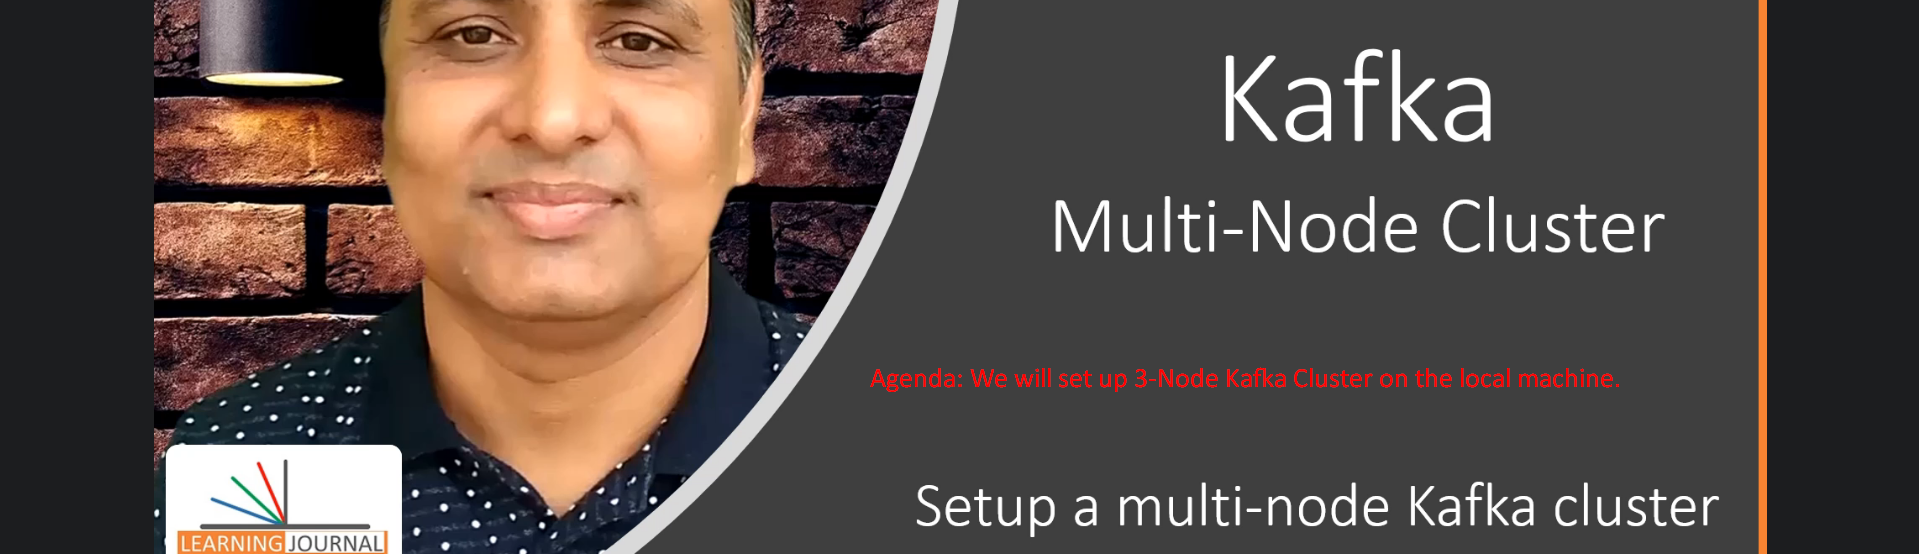 Kafka
Multi-Node Cluster
Agenda: We will set up 3-Node Kafka Cluster on the local machine.
Setup a multi-node Kafka cluster
LEARNING JOURNAL